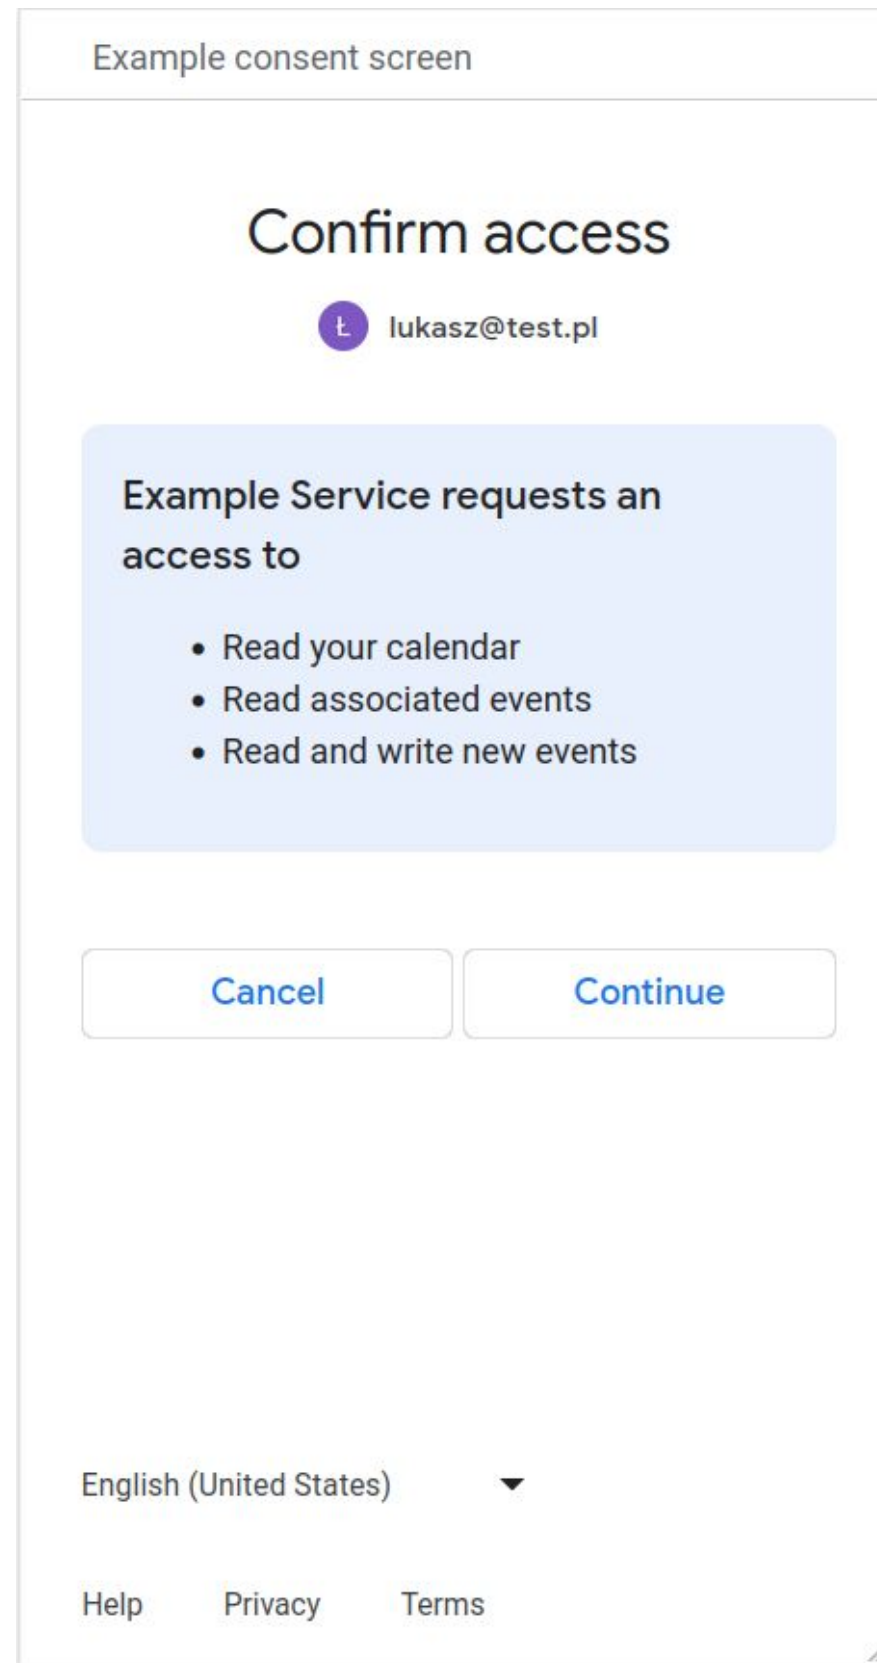 Example consent screen
Confirm access
Ł lukasz@test.pl
Example Service requests an
access to
• Read your calendar
• Read associated events
• Read and write new events
Cancel Continue
English (United States)
Help Privacy Terms